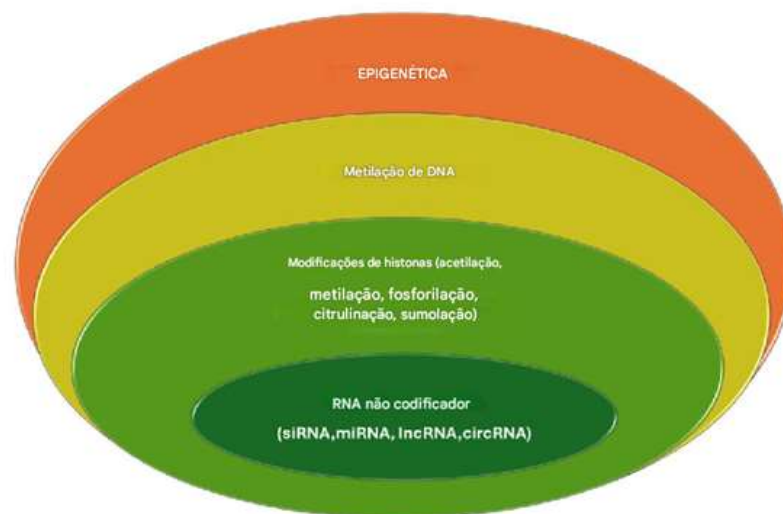 EPIGENÉTICA
Metilação de DNA
Modificações de histonas (acetilação,
metilação, fosforilação,
citrulinação, sumolação)
RNA não codificador
(siRNA,miRNA, lncRNA,circRNA)